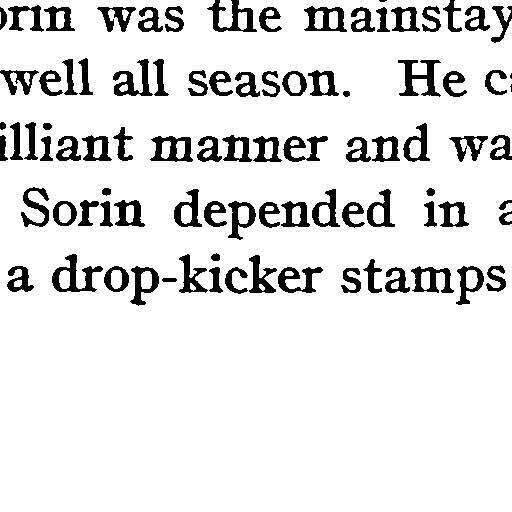 orin was the mainstay
well all season. He ca
illiant manner and wa
Sorin depended in a
a drop-kicker stamps